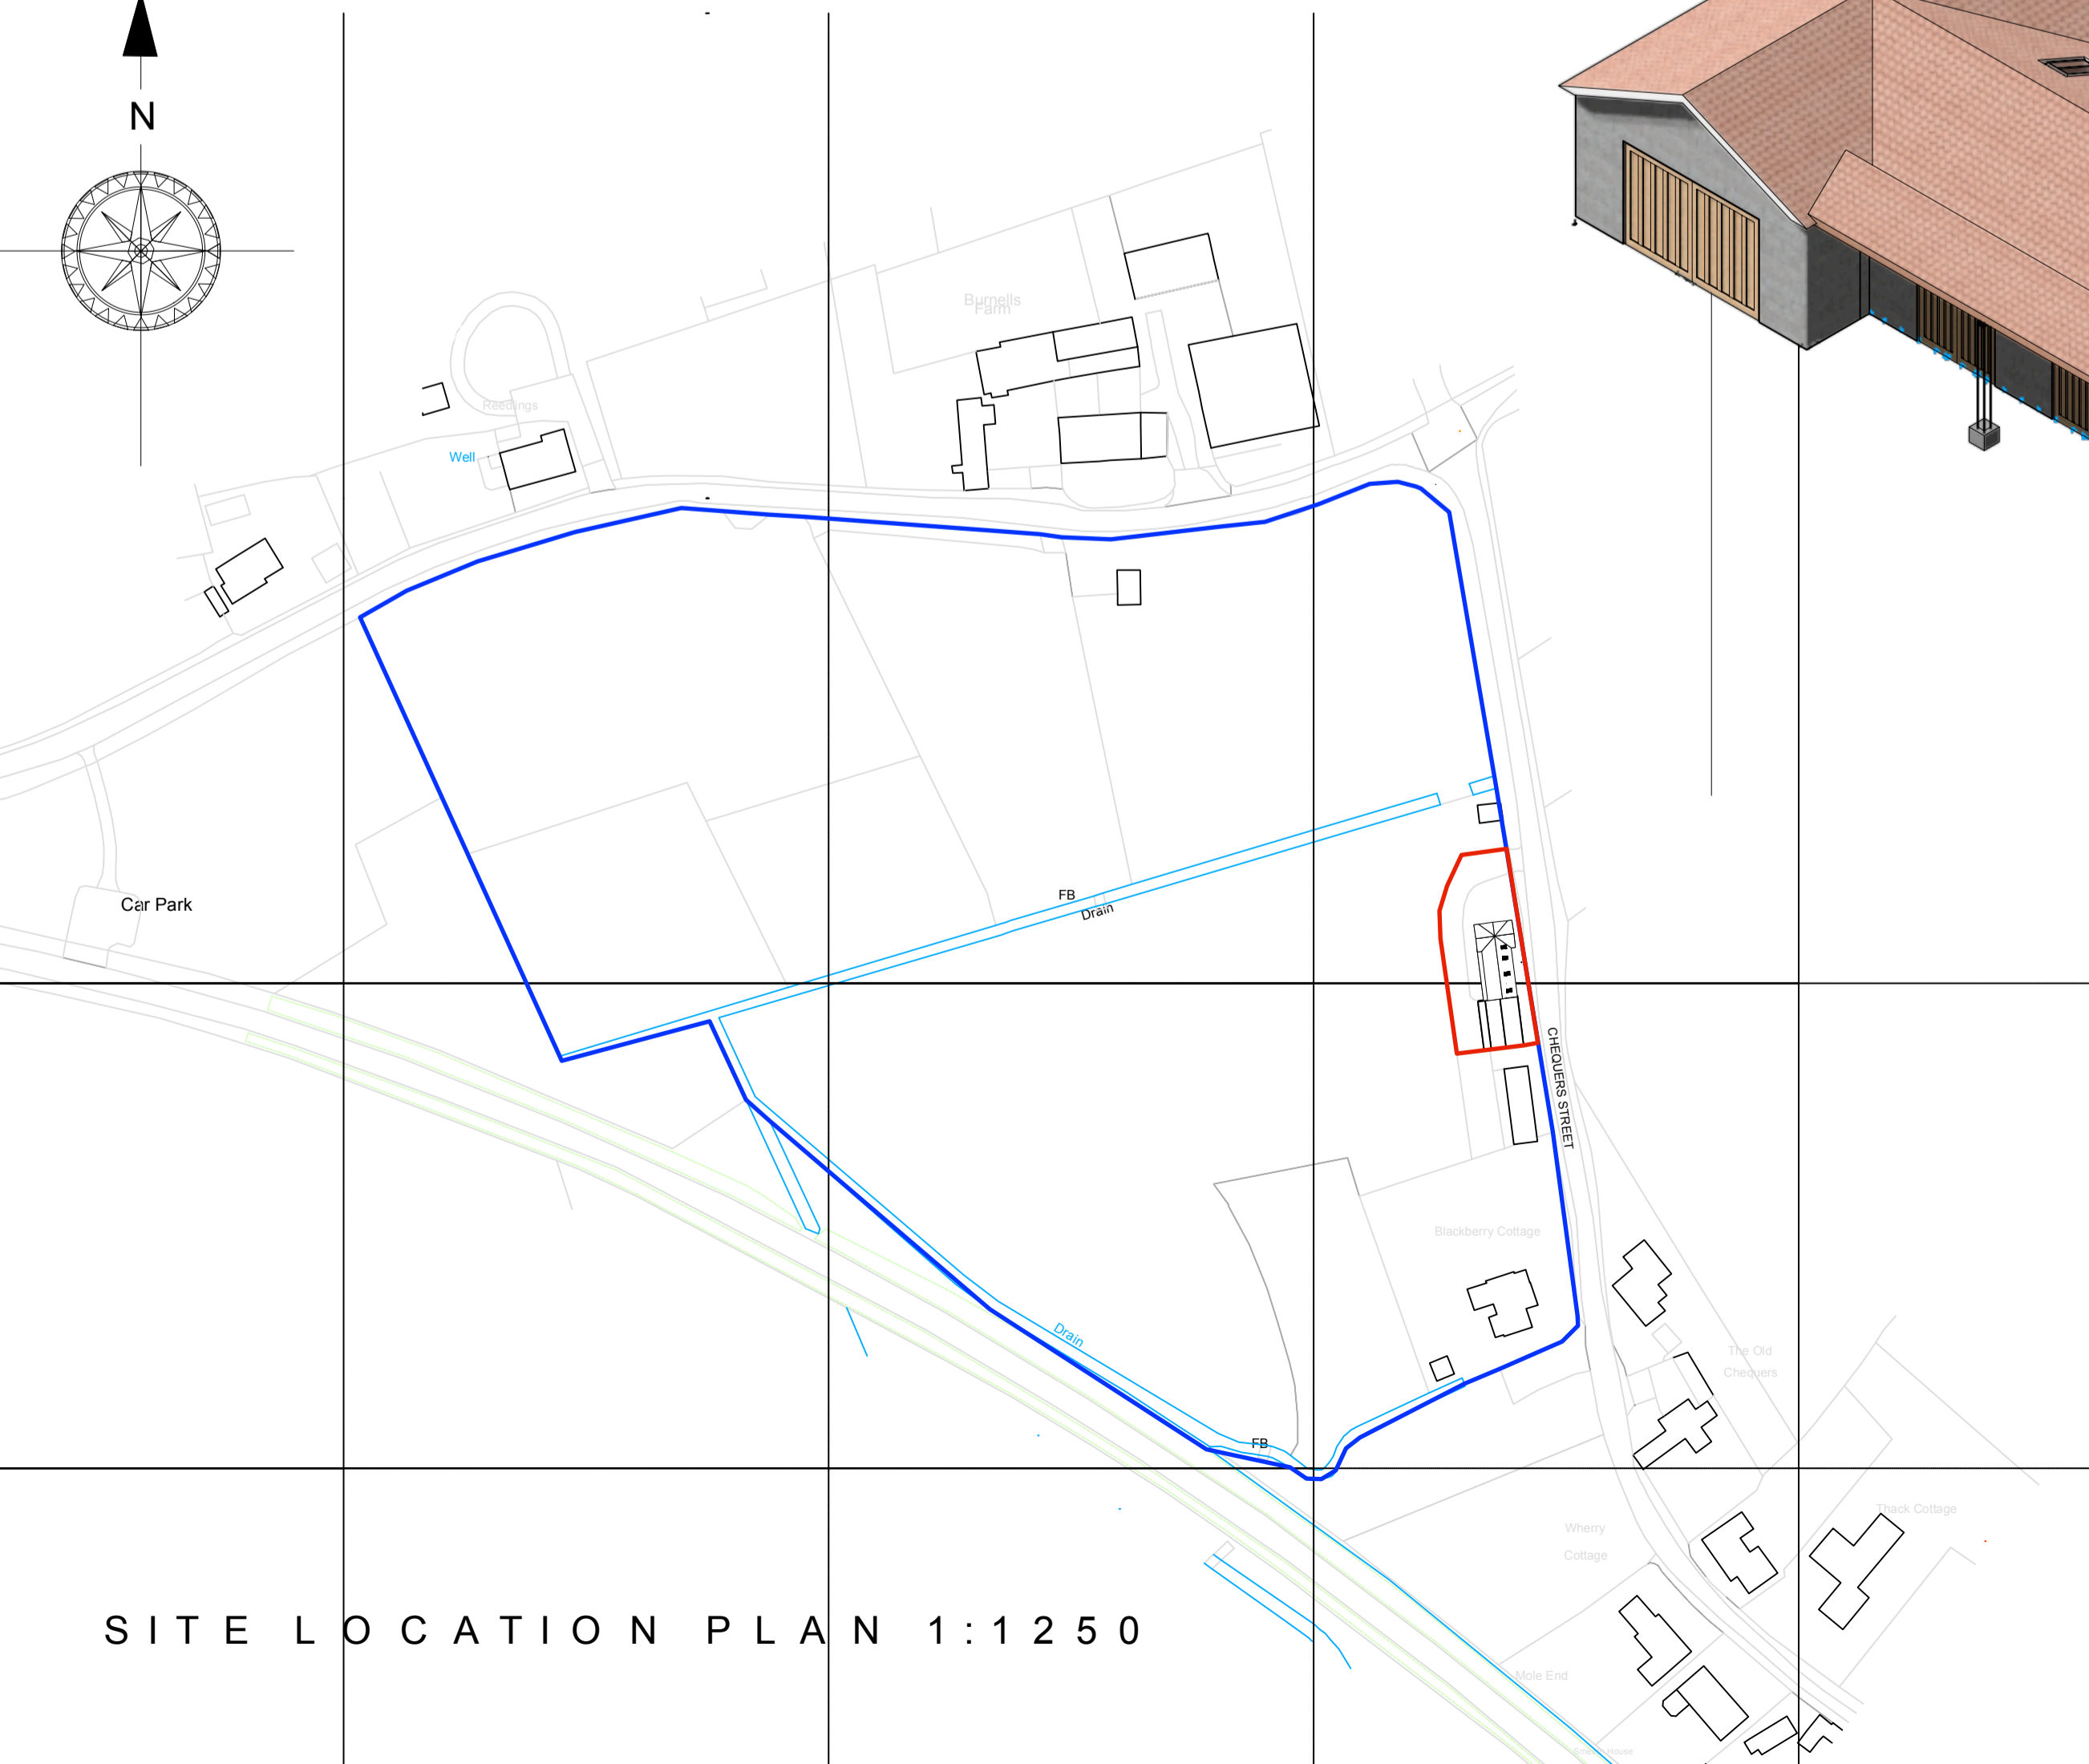 N
Burnells
Farm
Reedings
Well
Car Park
FB
Drain
CHEQUERS STREET
Blackberry Cottage
Drain
The Old
Chequers
FB
Thack Cottage
Wherry
Cottage
SITE LOCATION PLAN 1:1250
Mole End